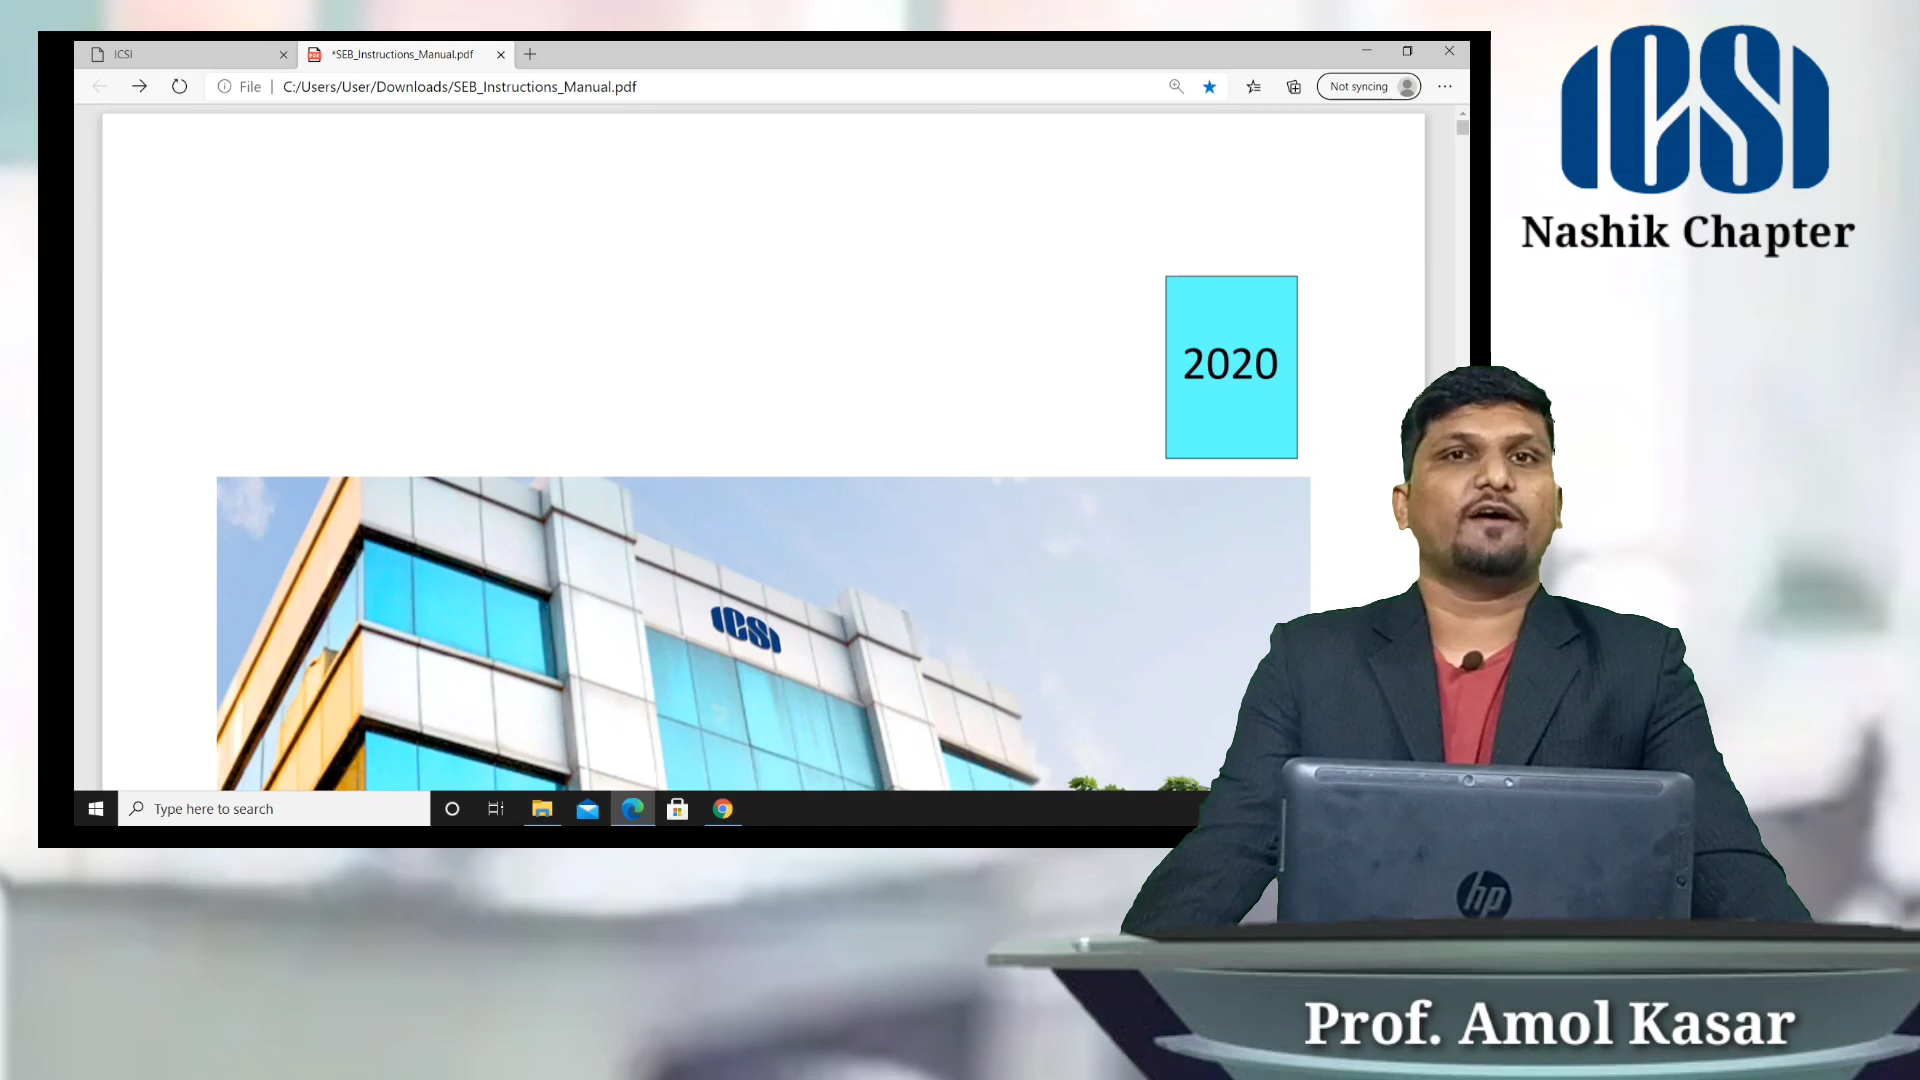 ICSI
*SEB_Instructions_Manual.pdf
File | C:/Users/User/Downloads/SEB_Instructions_Manual.pdf
Not syncing
2020
ICSI
Type here to search
ICSI
Nashik Chapter
hp
Prof. Amol Kasar